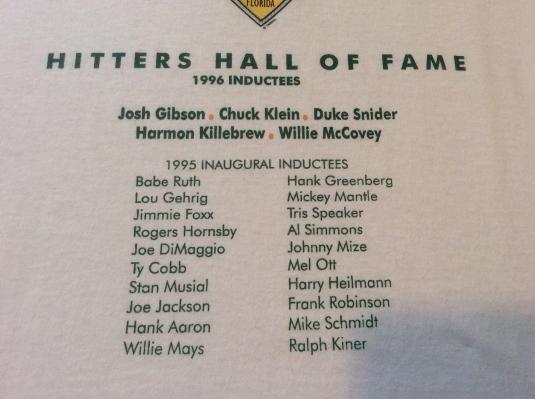 FLORIDA
HITTERS HALL OF FAME
1996 INDUCTEES
Josh Gibson • Chuck Klein • Duke Snider
Harmon Killebrew • Willie McCovey
1995 INAUGURAL INDUCTEES
Babe Ruth Hank Greenberg
Lou Gehrig Mickey Mantle
Jimmie Foxx Tris Speaker
Rogers Hornsby Al Simmons
Joe DiMaggio Johnny Mize
Ty Cobb Mel Ott
Stan Musial Harry Heilmann
Joe Jackson Frank Robinson
Hank Aaron Mike Schmidt
Willie Mays Ralph Kiner